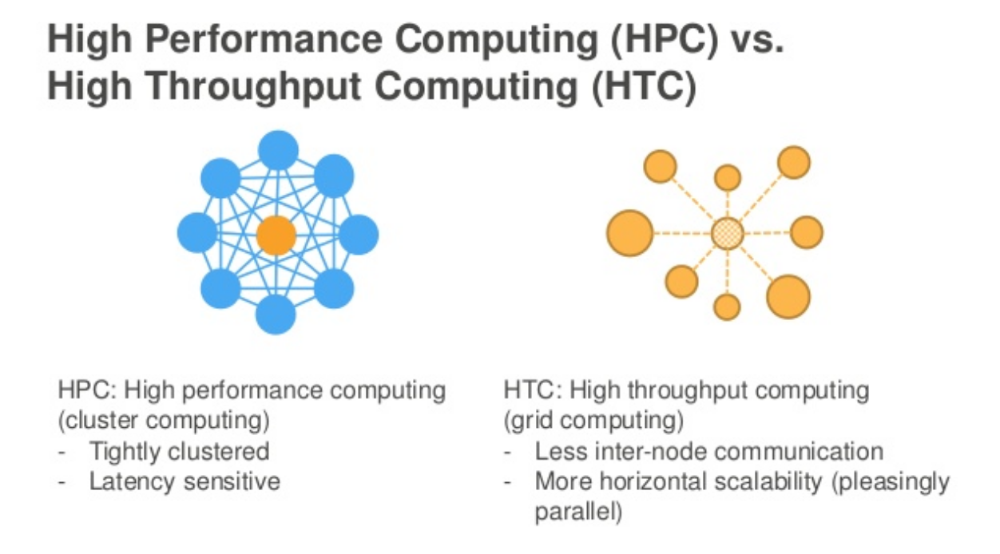 High Performance Computing (HPC) vs.
High Throughput Computing (HTC)
HPC: High performance computing
(cluster computing)
- Tightly clustered
- Latency sensitive
HTC: High throughput computing
(grid computing)
- Less inter-node communication
- More horizontal scalability (pleasingly
parallel)